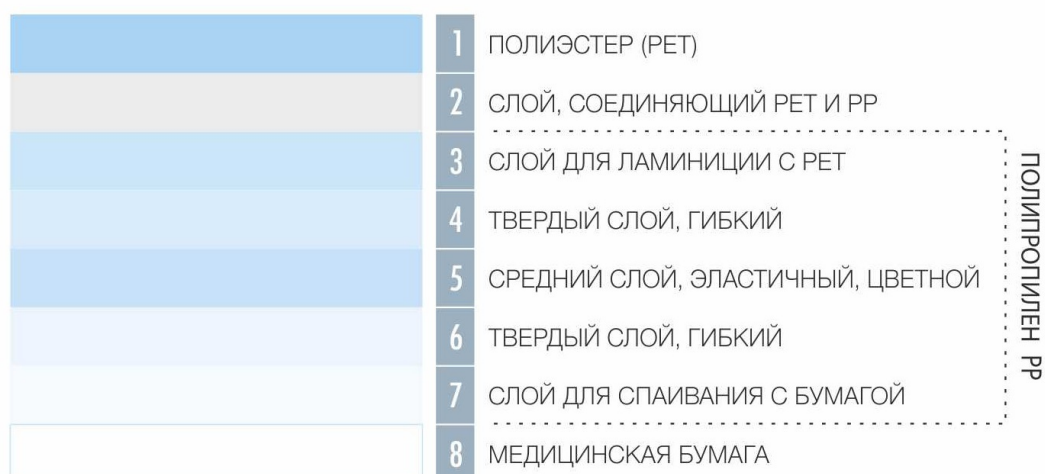 1 ПОЛИЭСТЕР (PET)
2 СЛОЙ, СОЕДИНЯЮЩИЙ PET И PP
3 СЛОЙ ДЛЯ ЛАМИНИЦИИ С PET
4 ТВЕРДЫЙ СЛОЙ, ГИБКИЙ
5 СРЕДНИЙ СЛОЙ, ЭЛАСТИЧНЫЙ, ЦВЕТНОЙ
6 ТВЕРДЫЙ СЛОЙ, ГИБКИЙ
7 СЛОЙ ДЛЯ СПАИВАНИЯ С БУМАГОЙ
8 МЕДИЦИНСКАЯ БУМАГА
ПОЛИПРОПИЛЕН PP